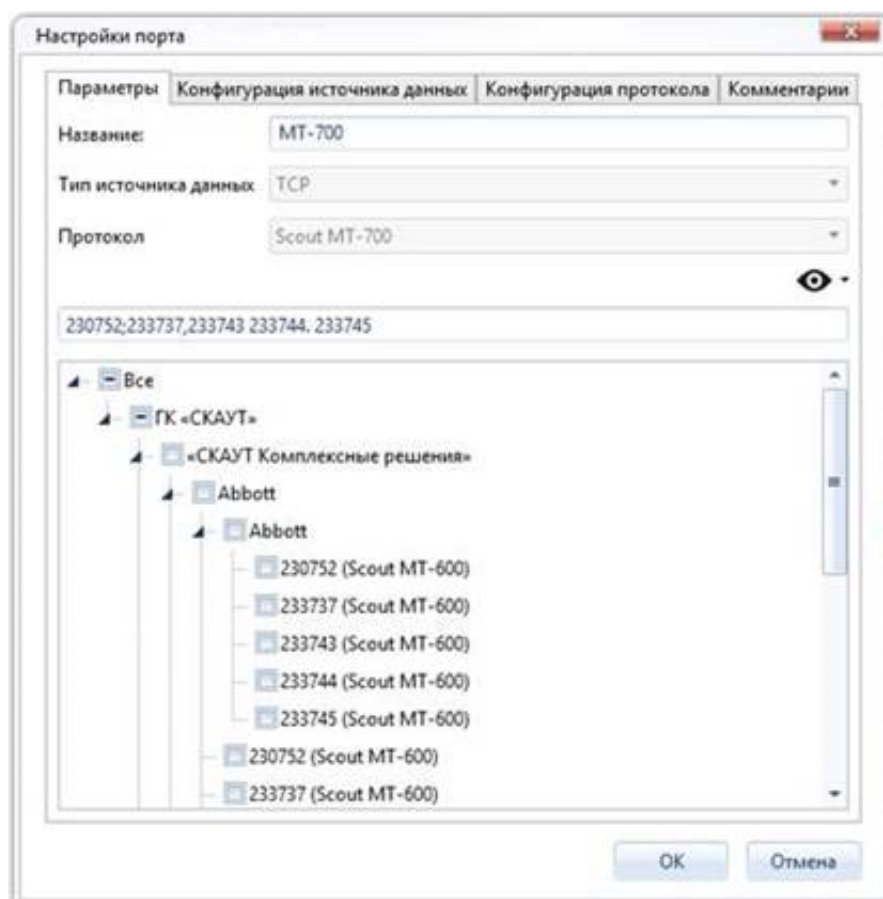 Настройки порта
Параметры Конфигурация источника данных Конфигурация протокола Комментарии
Название: МТ-700
Тип источника данных TCP
Протокол Scout MT-700
230752;233737,233743 233744. 233745
Все
ГК «СКАУТ»
«СКАУТ Комплексные решения»
Abbott
Abbott
230752 (Scout MT-600)
233737 (Scout MT-600)
233743 (Scout MT-600)
233744 (Scout MT-600)
233745 (Scout MT-600)
230752 (Scout MT-600)
233737 (Scout MT-600)
OK Отмена